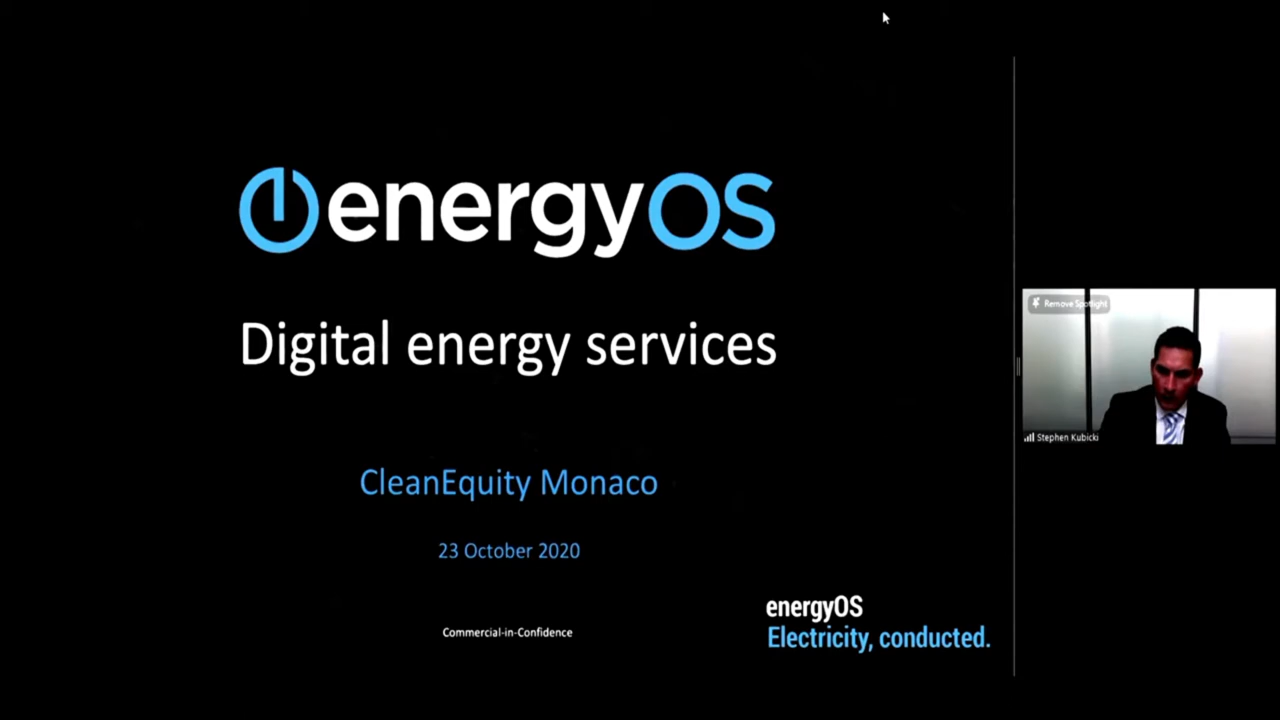 energyOS
Digital energy services
CleanEquity Monaco
23 October 2020
Commercial-in-Confidence
energyOS
Electricity, conducted.
Remove Spotlight
Stephen Kubicki